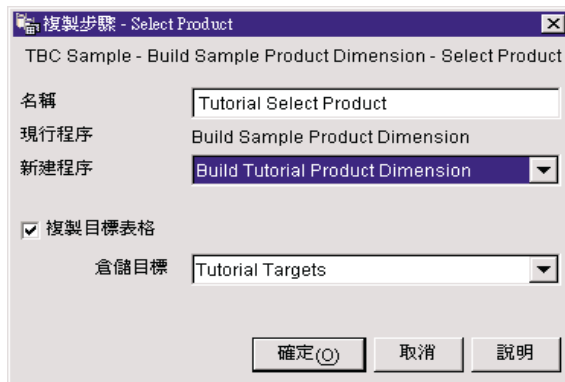 複製步驟 - Select Product
TBC Sample - Build Sample Product Dimension - Select Product
名稱 Tutorial Select Product
現行程序 Build Sample Product Dimension
新建程序 Build Tutorial Product Dimension
複製目標表格
倉儲目標 Tutorial Targets
確定(O) 取消 說明